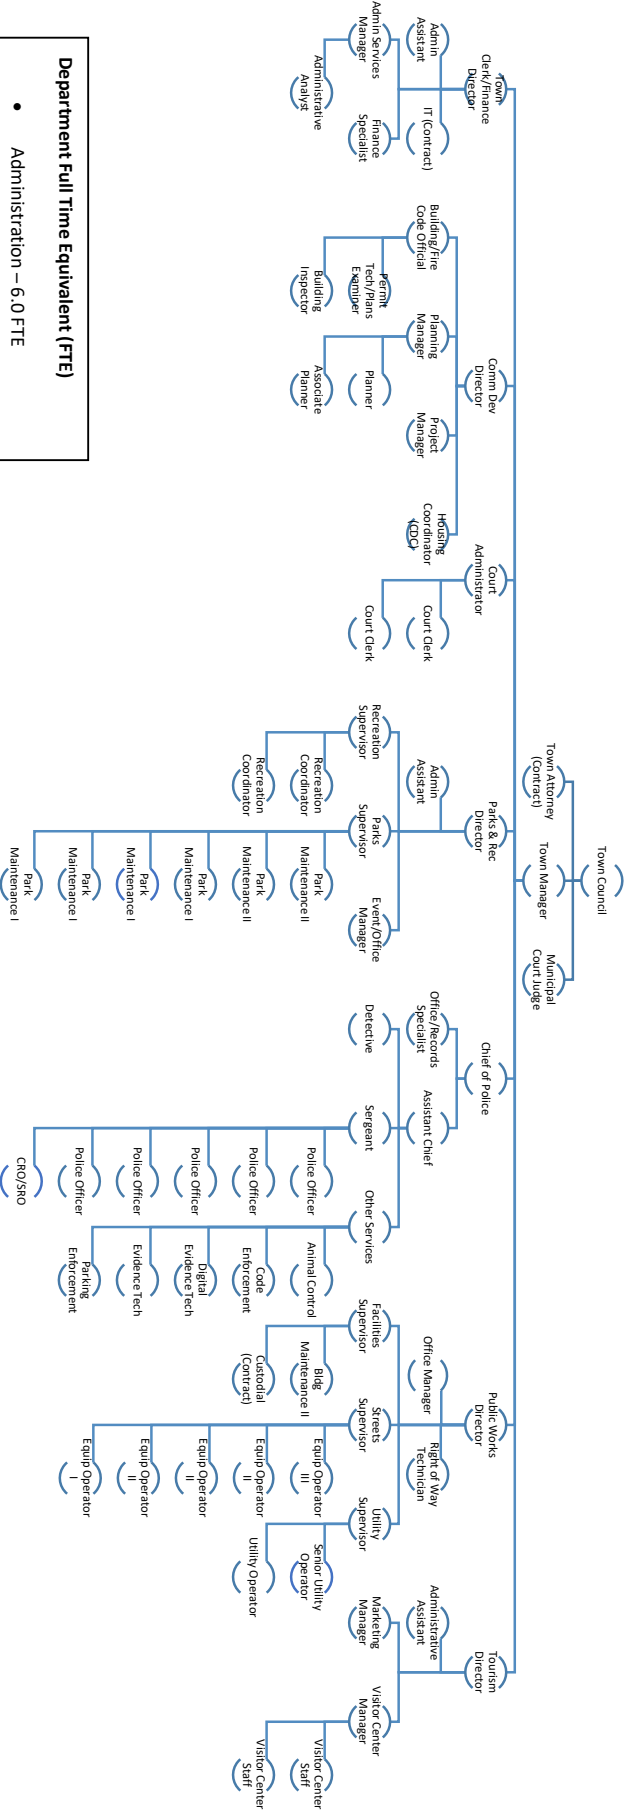 Town Council
Town Attorney
(Contract)
Town Manager
Municipal
Court Judge
Town
Clerk/Finance
Director
Admin
Assistant
IT (Contract)
Admin Services
Manager
Administrative
Analyst
Finance
Specialist
Comm Dev
Director
Building/Fire
Code Official
Permit
Tech/Plans
Examiner
Building
Inspector
Planning
Manager
Planner
Associate
Planner
Project
Manager
Housing
Coordinator
(CDC)
Court
Administrator
Court Clerk
Court Clerk
Parks & Rec
Director
Admin
Assistant
Recreation
Supervisor
Recreation
Coordinator
Recreation
Coordinator
Parks
Supervisor
Park
Maintenance II
Park
Maintenance II
Park
Maintenance I
Park
Maintenance I
Park
Maintenance I
Park
Maintenance I
Event/Office
Manager
Chief of Police
Office/Records
Specialist
Assistant Chief
Detective
Sergeant
Police Officer
Police Officer
Police Officer
Police Officer
Police Officer
CRO/SRO
Other Services
Animal Control
Code
Enforcement
Digital
Evidence Tech
Evidence Tech
Parking
Enforcement
Public Works
Director
Office Manager
Right of Way
Technician
Facilities
Supervisor
Bldg
Maintenance II
Custodial
(Contract)
Streets
Supervisor
Equip Operator
III
Equip Operator
II
Equip Operator
II
Equip Operator
II
Equip Operator
I
Utility
Supervisor
Senior Utility
Operator
Utility Operator
Tourism
Director
Administrative
Assistant
Marketing
Manager
Visitor Center
Manager
Visitor Center
Staff
Visitor Center
Staff
Department Full Time Equivalent (FTE)
• Administration – 6.0 FTE